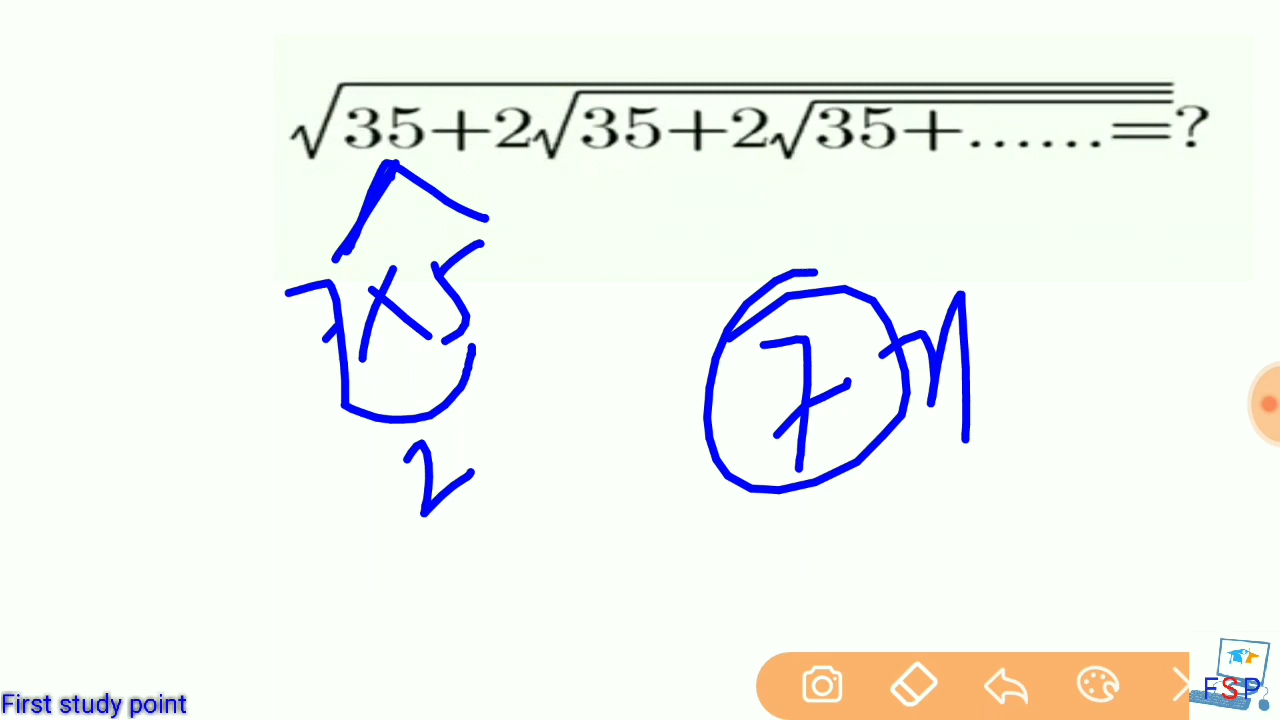 √35+2√35+2√35+......=?
7×5
7
2
First study point
FSP